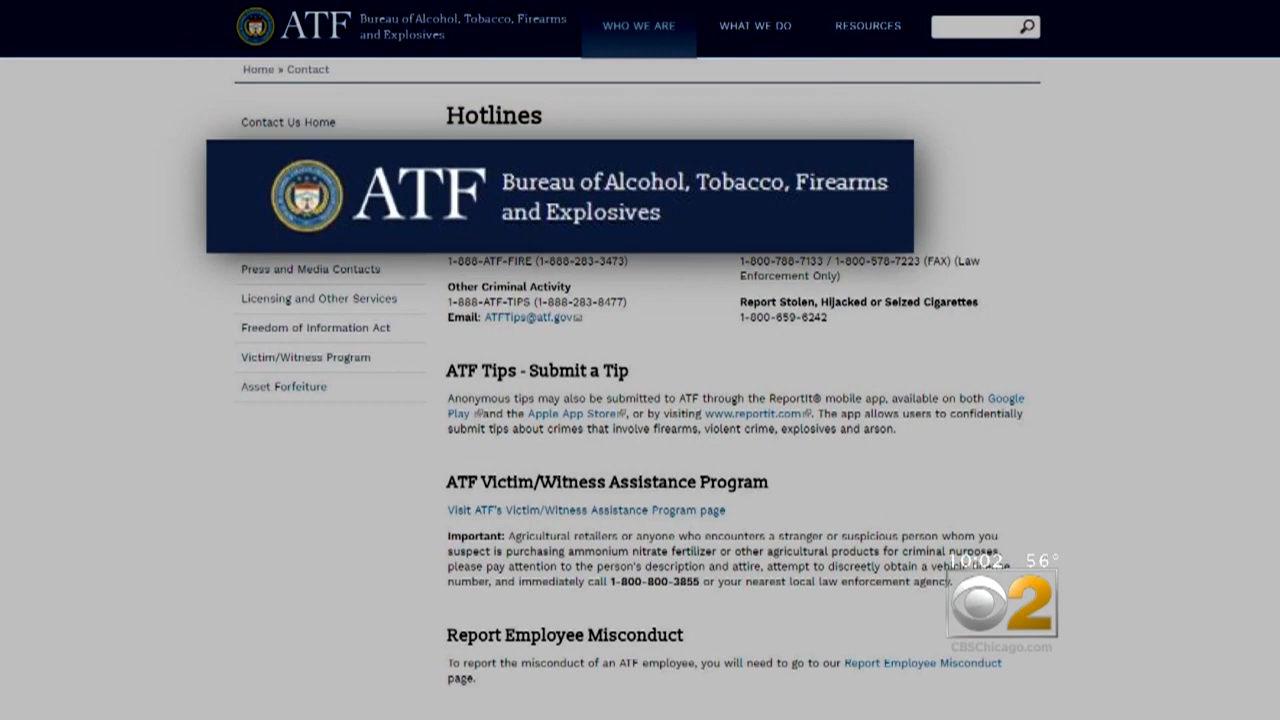 ATF Bureau of Alcohol, Tobacco, Firearms
and Explosives
WHO WE ARE
WHAT WE DO
RESOURCES
Home » Contact
Contact Us Home
Press and Media Contacts
Licensing and Other Services
Freedom of Information Act
Victim/Witness Program
Asset Forfeiture
Hotlines
ATF Bureau of Alcohol, Tobacco, Firearms
and Explosives
1-888-ATF-FIRE (1-888-283-3473)
Other Criminal Activity
1-888-ATF-TIPS (1-888-283-8477)
Email: ATFTips@atf.gov
1-800-788-7133 / 1-800-578-7223 (FAX) (Law
Enforcement Only)
Report Stolen, Hijacked or Seized Cigarettes
1-800-659-6242
ATF Tips - Submit a Tip
Anonymous tips may also be submitted to ATF through the ReportIt® mobile app, available on both Google
Play and the Apple App Store, or by visiting www.reportit.com. The app allows users to confidentially
submit tips about crimes that involve firearms, violent crime, explosives and arson.
ATF Victim/Witness Assistance Program
Visit ATF's Victim/Witness Assistance Program page
Important: Agricultural retailers or anyone who encounters a stranger or suspicious person whom you
suspect is purchasing ammonium nitrate fertilizer or other agricultural products for criminal purposes,
please pay attention to the person's description and attire, attempt to discreetly obtain a
number, and immediately call 1-800-800-3855 or your nearest local law enforcement agency.
Report Employee Misconduct
To report the misconduct of an ATF employee, you will need to go to our Report Employee Misconduct
page.
10:02 56°
2
CBSChicago.com